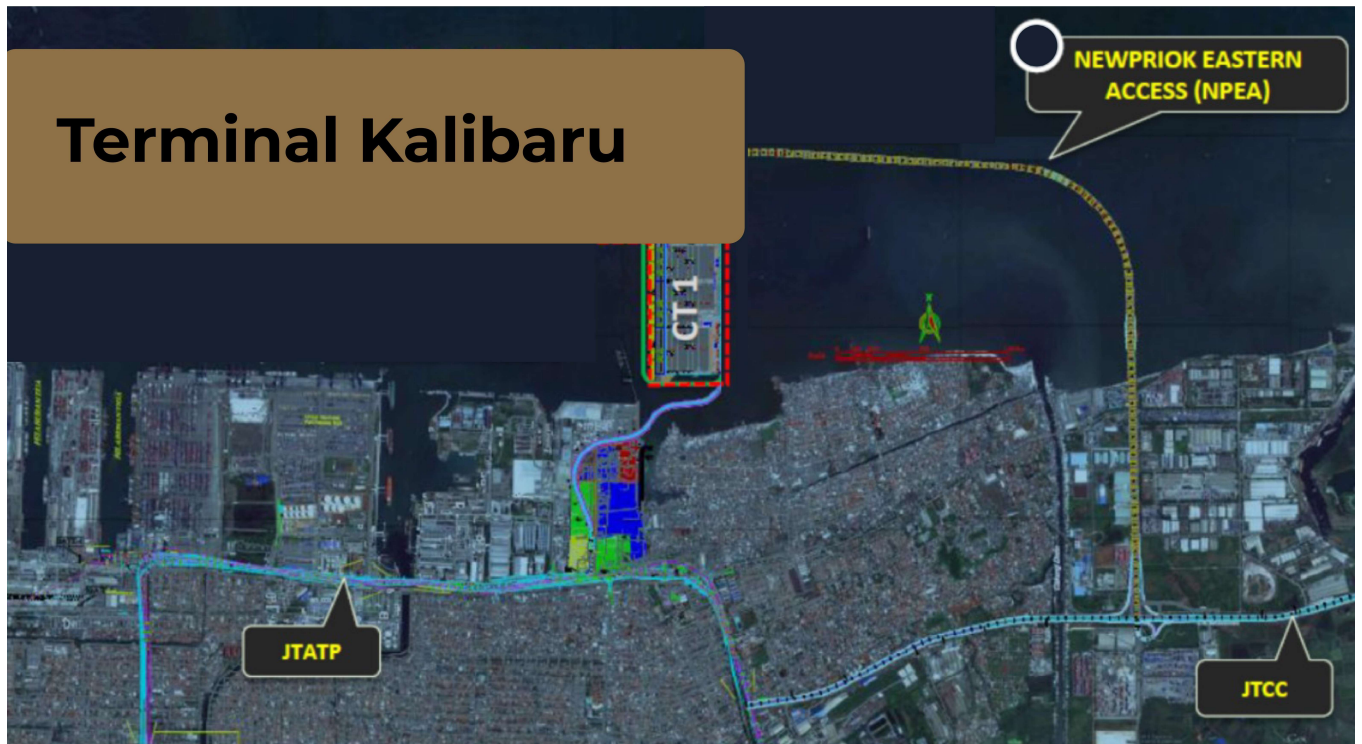 Terminal Kalibaru
NEWPRIOK EASTERN
ACCESS (NPEA)
CT 1
JTATP
JTCC